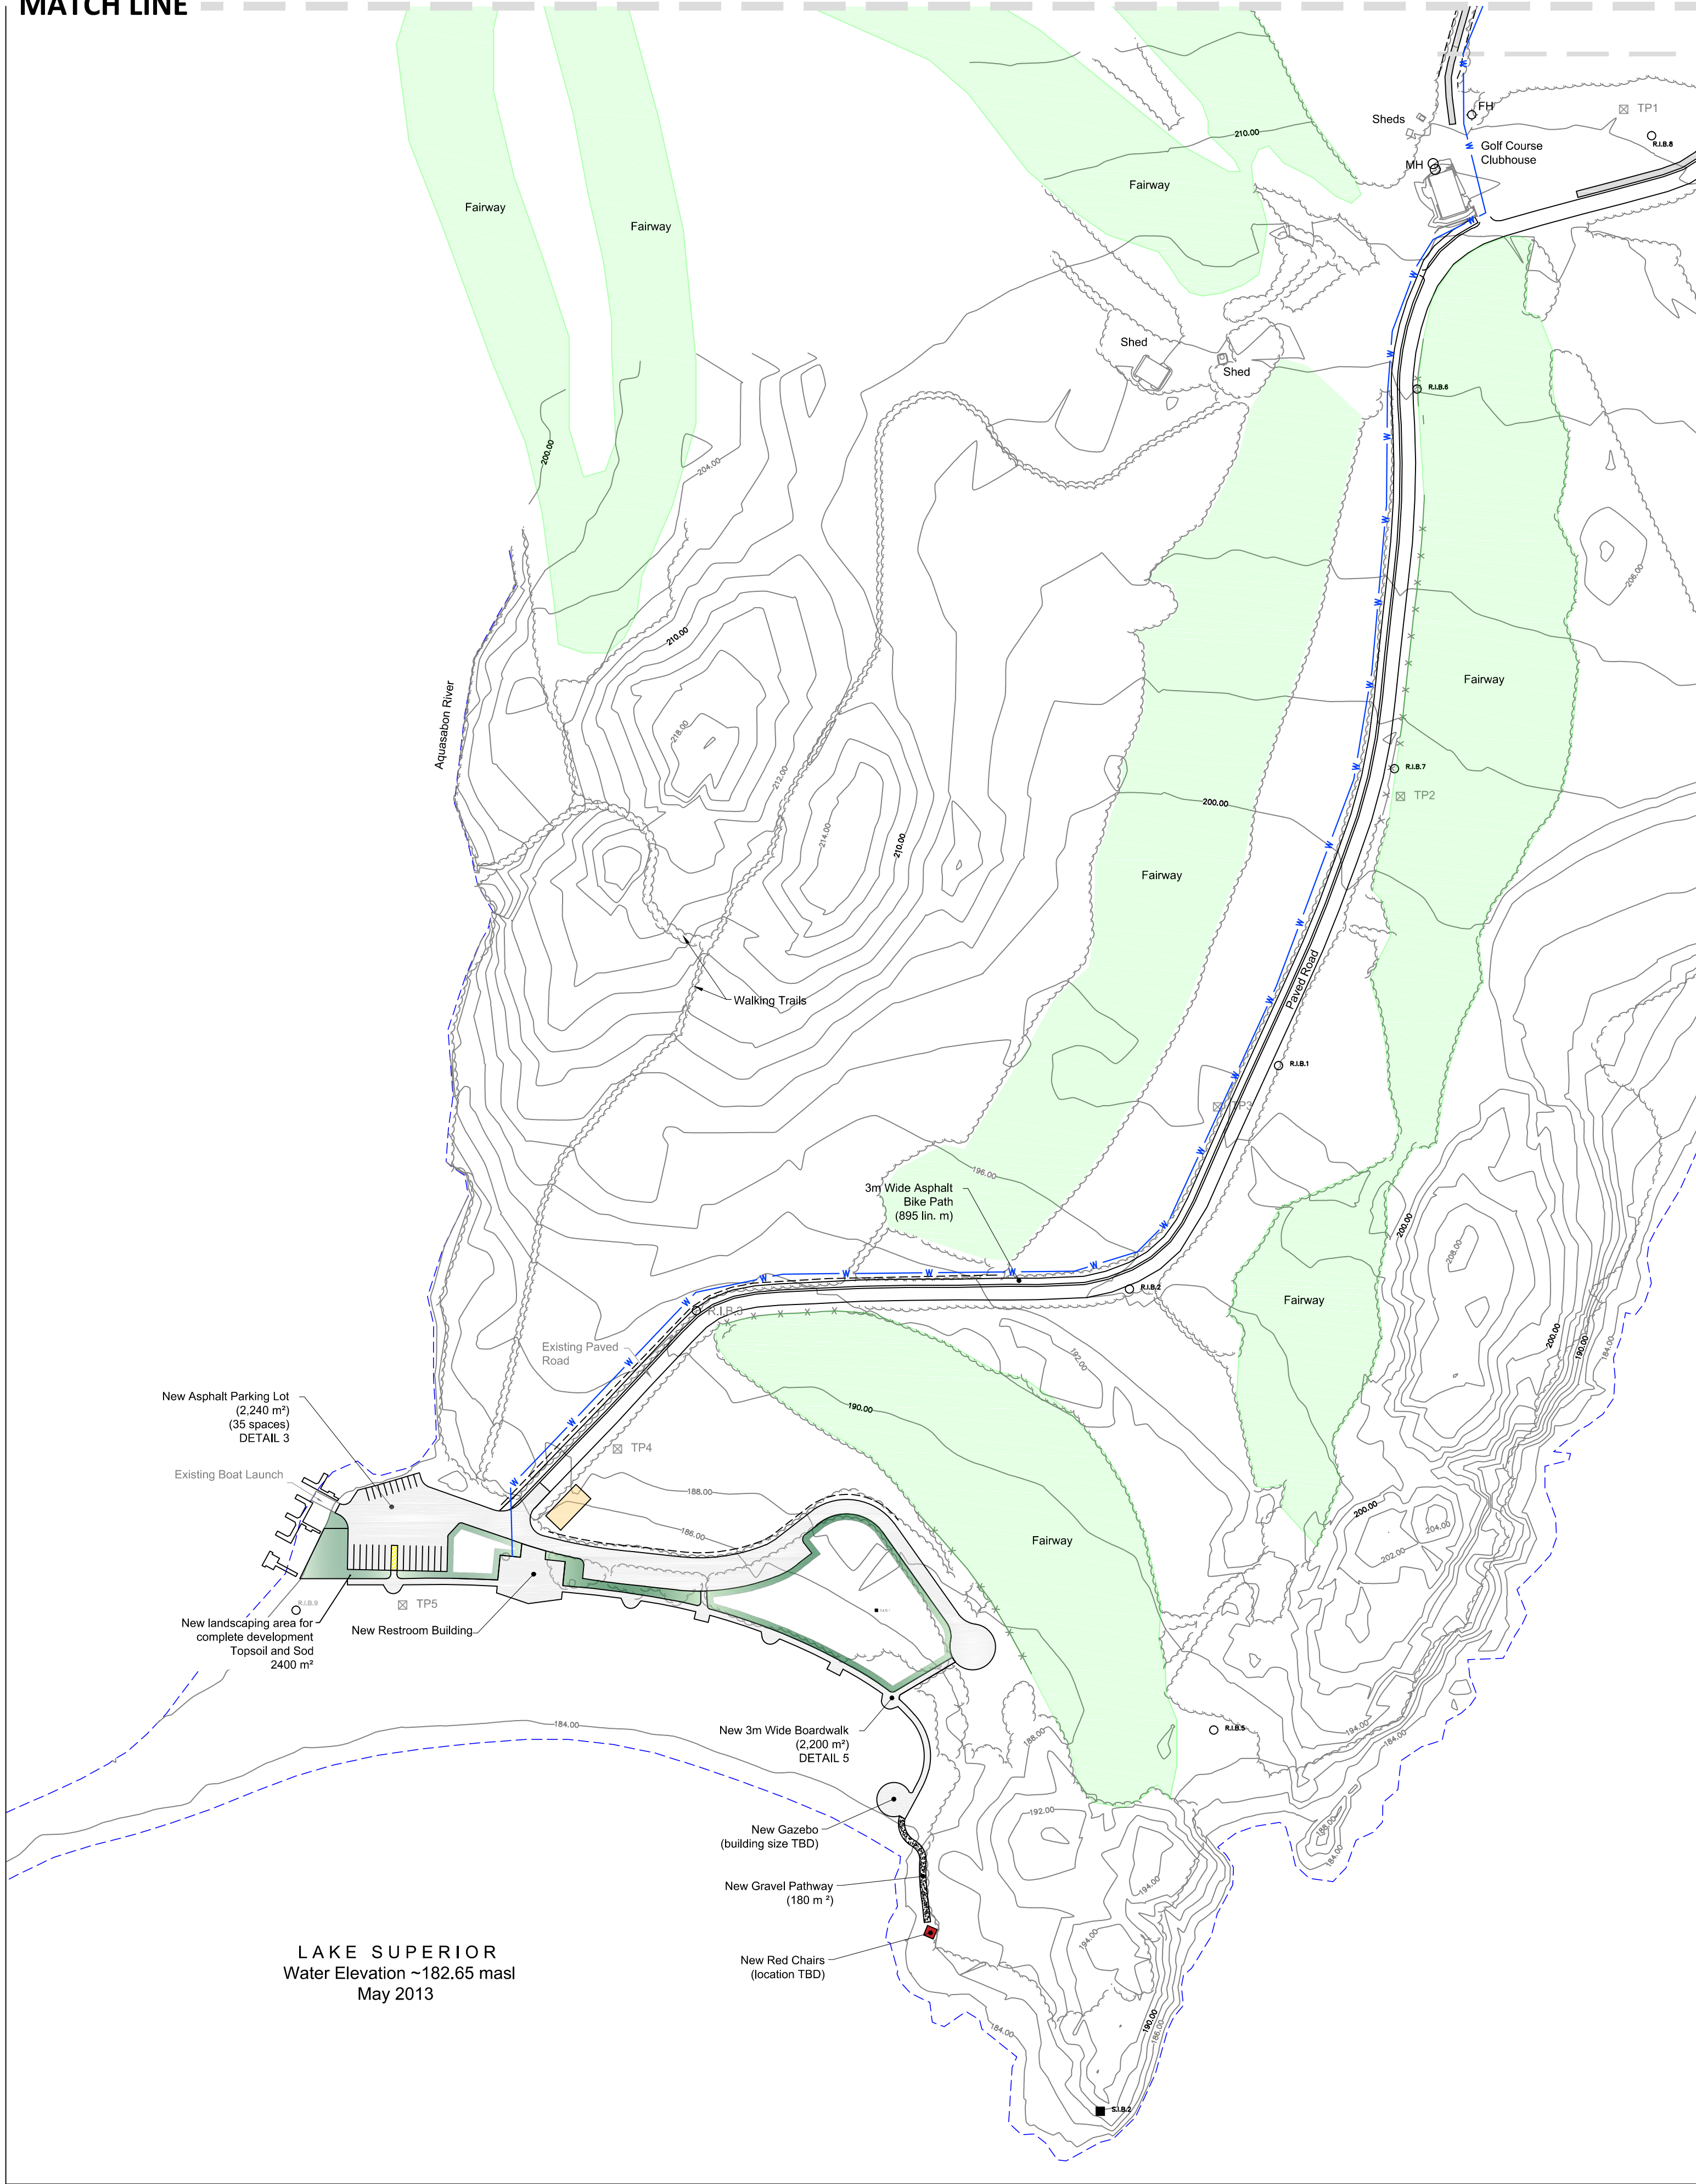 MATCH LINE
FH
TP1
Sheds
R.I.B.8
210.00
Golf Course
Clubhouse
MH
Fairway
Fairway
Fairway
Shed
Shed
R.I.B.6
200.00
204.00
206.00
210.00
Fairway
Aquasabon River
218.00
212.00
R.I.B.7
TP2
200.00
214.00
210.00
Fairway
Paved Road
Walking Trails
R.I.B.1
TP3
196.00
3m Wide Asphalt
Bike Path
(895 lin. m)
200.00
208.00
W
R.I.B.2
Fairway
R.I.B.3
200.00
190.00
184.00
Existing Paved
Road
192.00
New Asphalt Parking Lot
(2,240 m²)
(35 spaces)
DETAIL 3
190.00
TP4
Existing Boat Launch
188.00
200.00
204.00
186.00
Fairway
202.00
R.I.B.9
TP5
New landscaping area for
complete development
Topsoil and Sod
2400 m²
New Restroom Building
184.00
New 3m Wide Boardwalk
(2,200 m²)
DETAIL 5
188.00
R.I.B.5
194.00
184.00
192.00
188.00
184.00
New Gazebo
(building size TBD)
New Gravel Pathway
(180 m ²)
194.00
194.00
New Red Chairs
(location TBD)
LAKE SUPERIOR
Water Elevation ~182.65 masl
May 2013
184.00
190.00
186.00
S.I.B.2